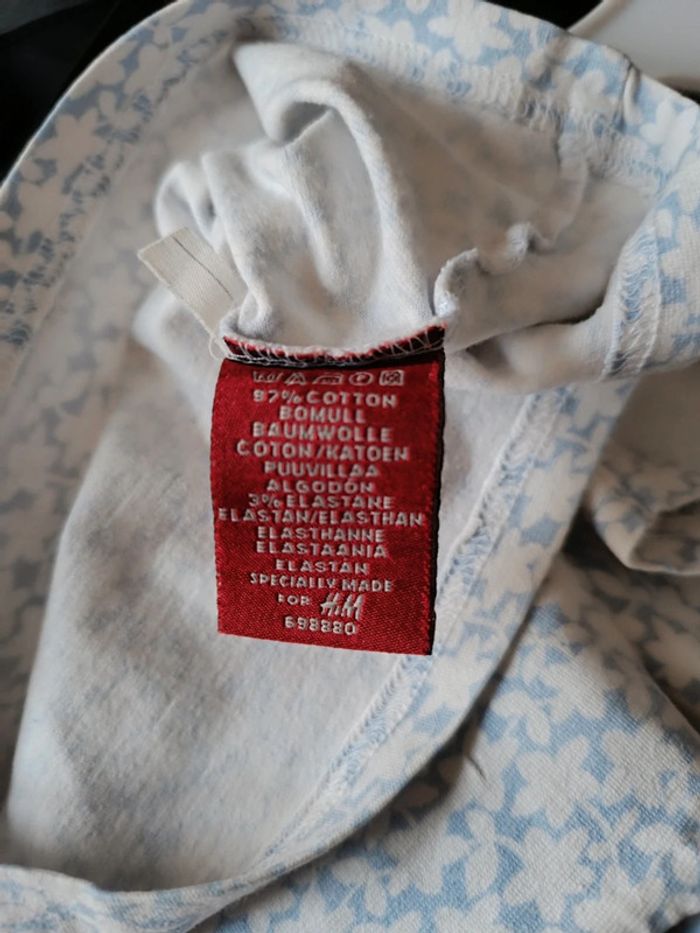 97% COTTON
BOMULL
BAUMWOLLE
COTON/KATOEN
PUUVILLAA
ALGODÓN
3% ELASTANE
ELASTAN/ELASTHAN
ELASTHANNE
ELASTAANIA
ELASTÁN
SPECIALLY MADE
FOR H&M
698880